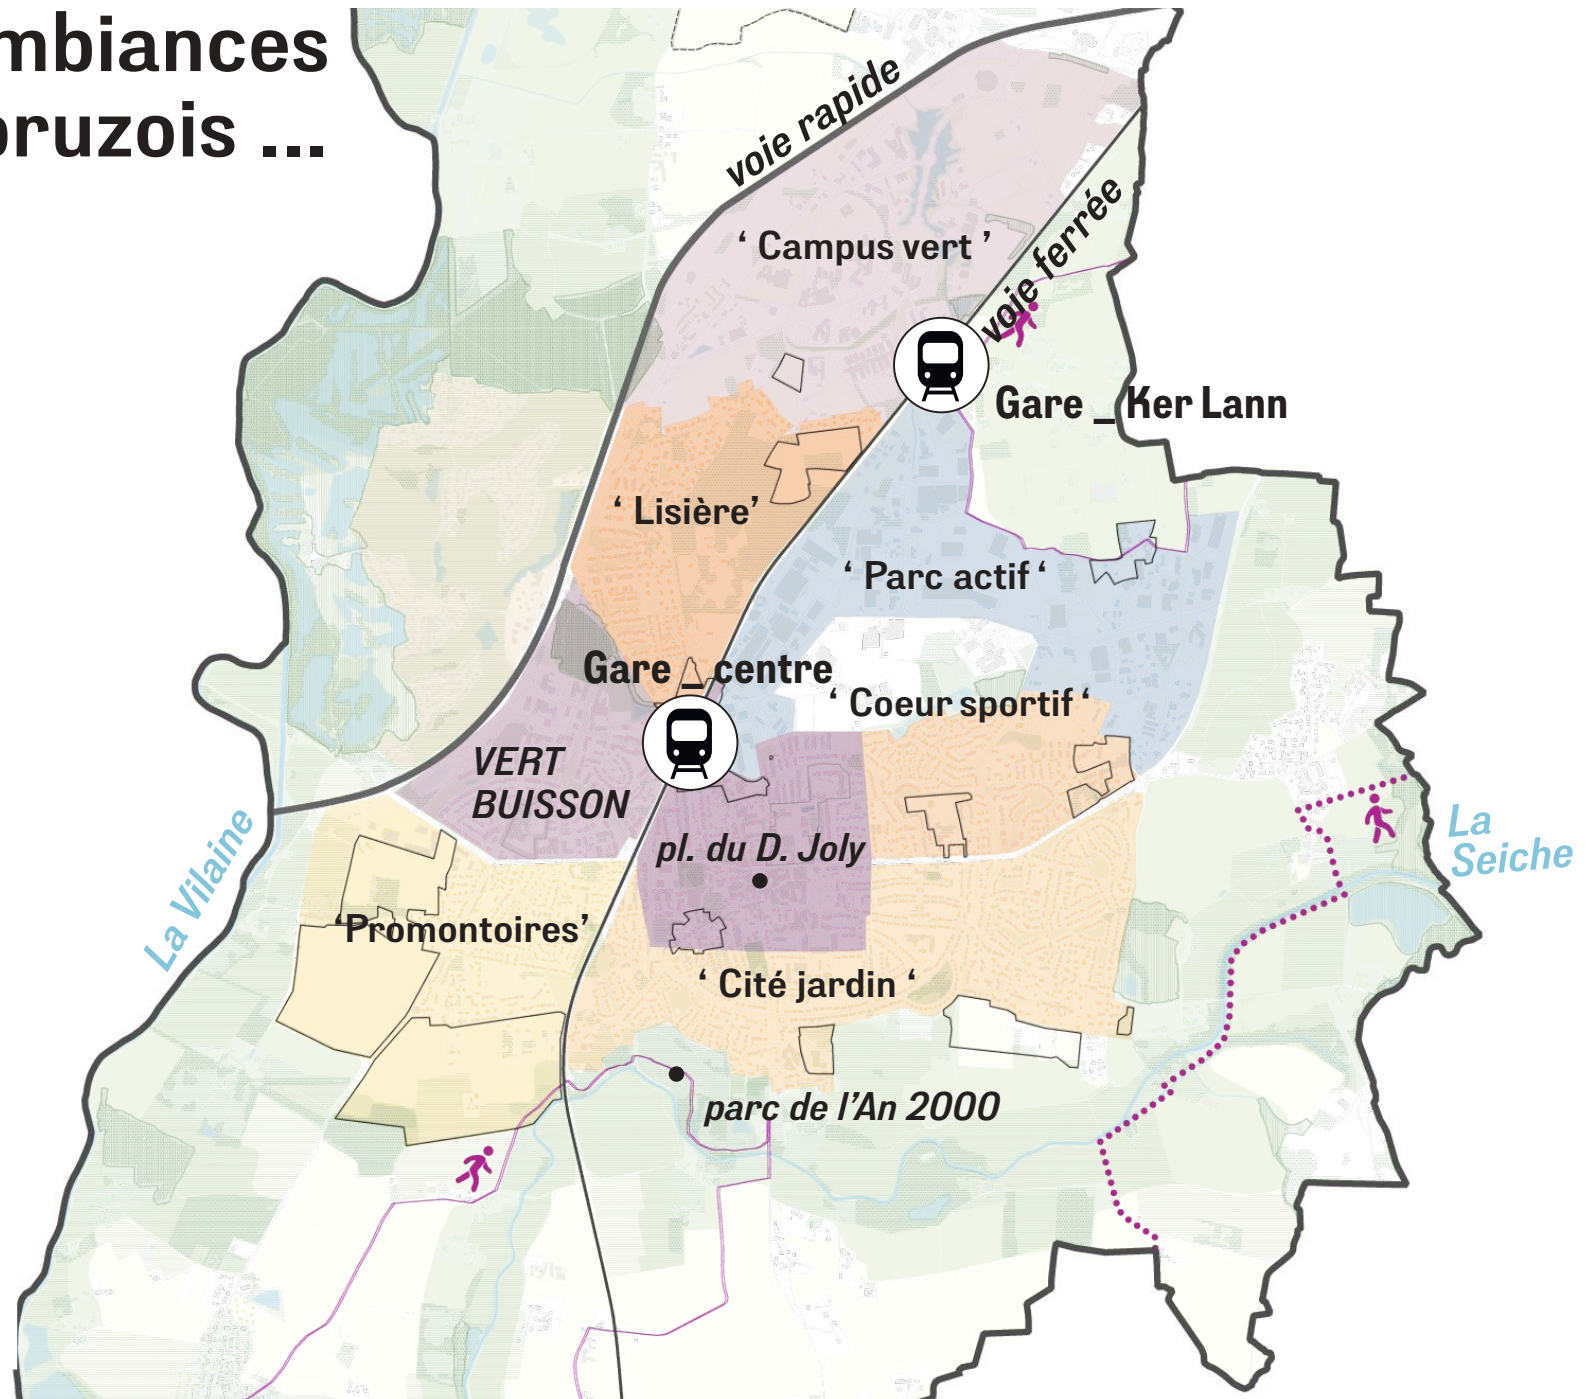 mbiances
bruzois ...
voie rapide
‘ Campus vert ’
voie ferrée
Gare _ Ker Lann
‘ Lisière’
‘ Parc actif ‘
Gare _ centre
‘ Coeur sportif ‘
VERT
BUISSON
pl. du D. Joly
La Vilaine
La
Seiche
‘Promontoires’
‘ Cité jardin ‘
parc de l’An 2000